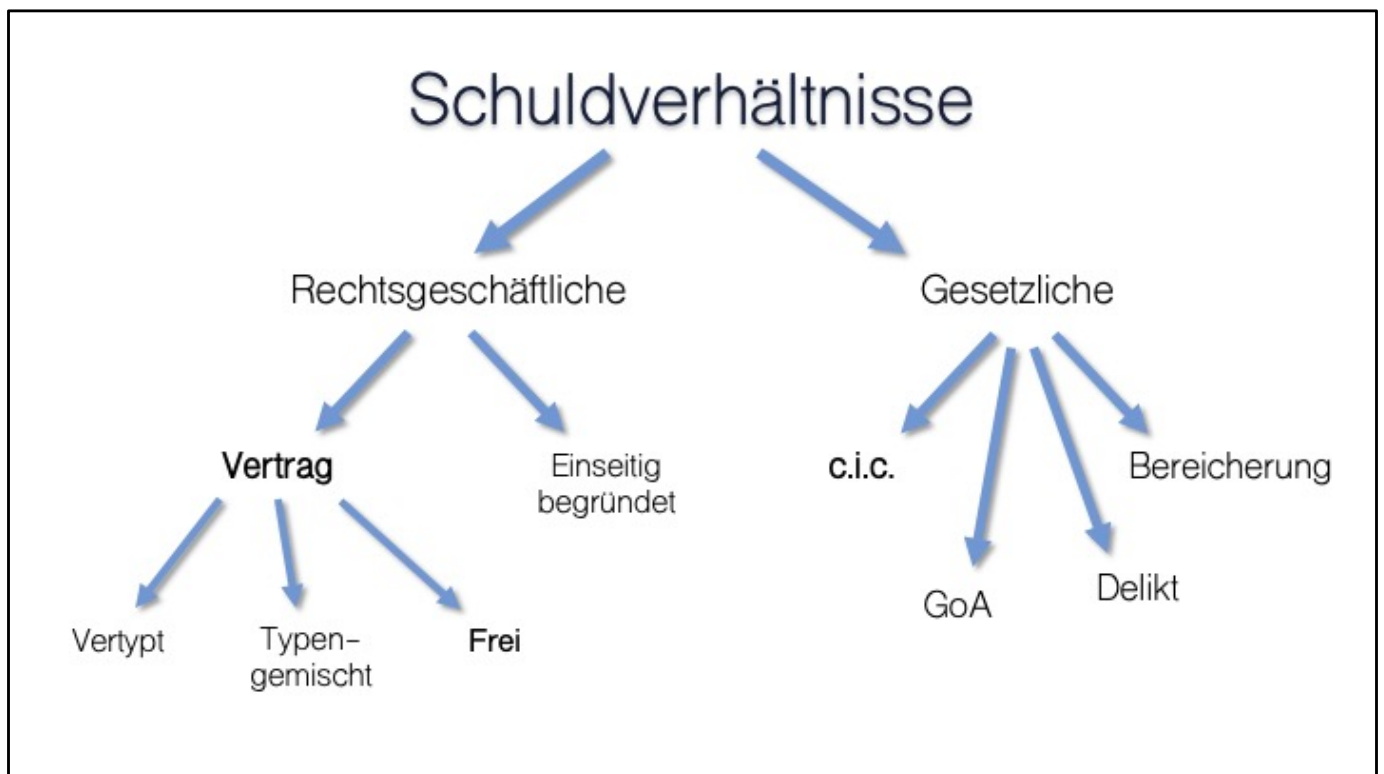 Schuldverhältnisse
Rechtsgeschäftliche
Gesetzliche
Vertrag
Einseitig
begründet
c.i.c.
Bereicherung
GoA
Delikt
Vertypt
Typen-
gemischt
Frei